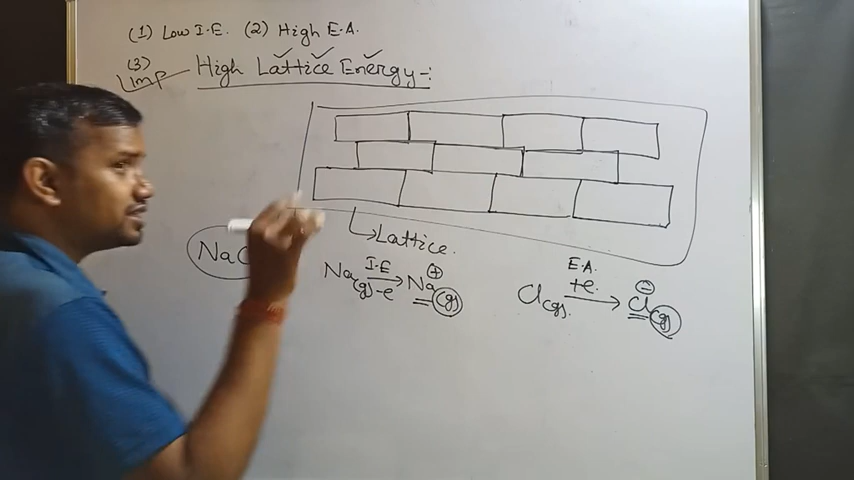 (1) Low I.E. (2) High E.A.
(3)
Imp
High Lattice Energy-:
Lattice.
Na(g) I.E -e → Na⊕(g)
Cl(g). E.A. +e. → Cl⊖(g)